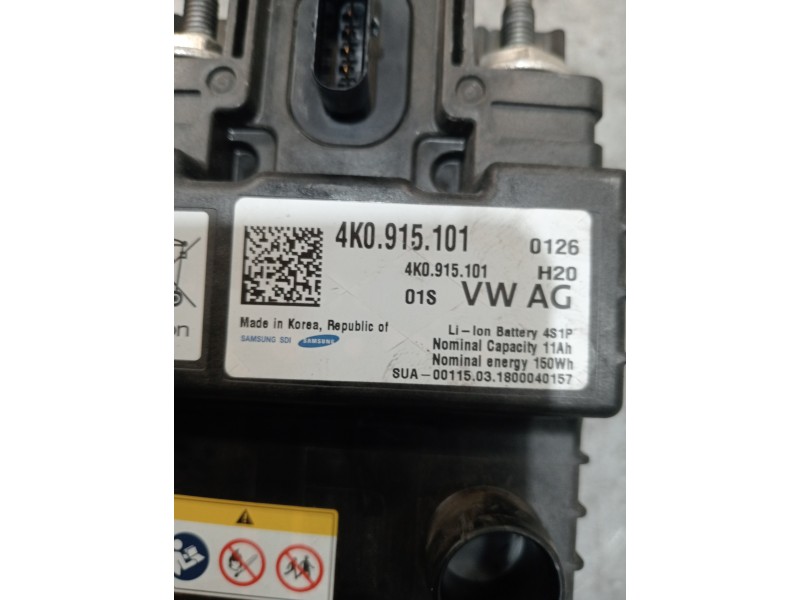 4K0.915.101 0126
4K0.915.101 H20
01S VW AG
Made in Korea, Republic of
SAMSUNG SDI SAMSUNG
Li-Ion Battery 4S1P
Nominal Capacity 11Ah
Nominal energy 150Wh
SUA-00115.03.1800040157
on